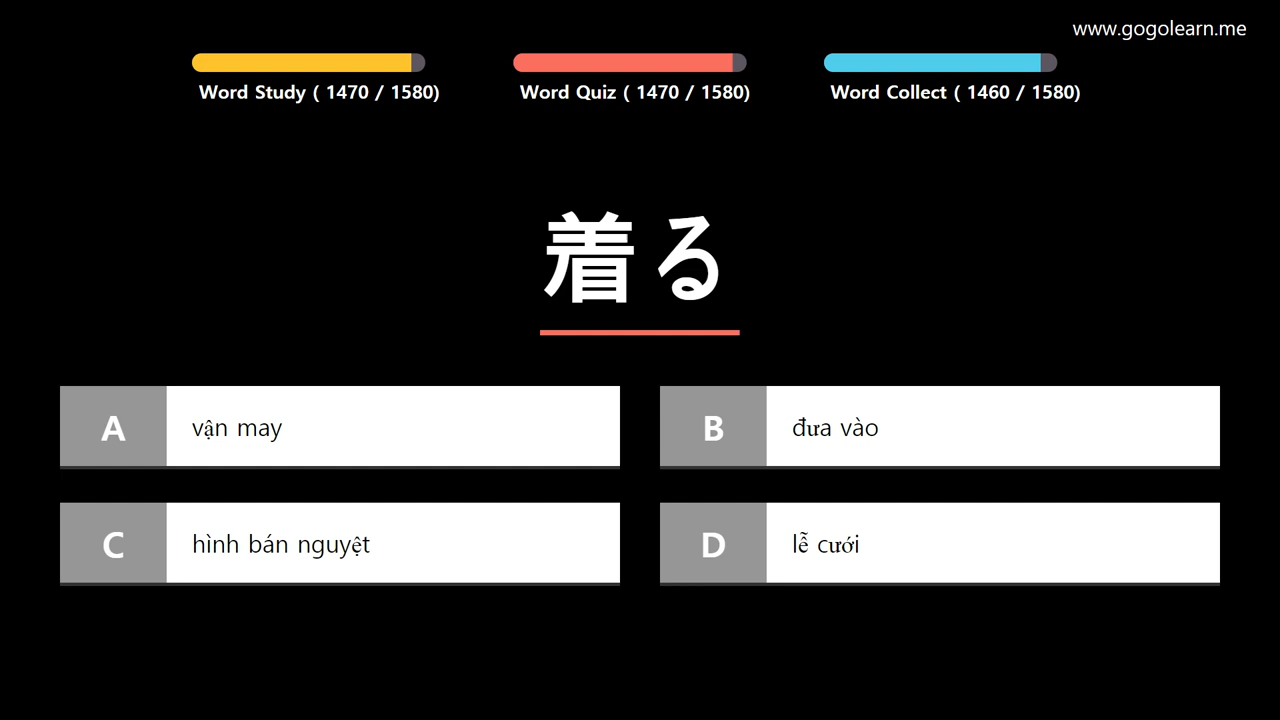 www.gogolearn.me
Word Study ( 1470 / 1580)
Word Quiz ( 1470 / 1580)
Word Collect ( 1460 / 1580)
着る
A vận may
B đưa vào
C hình bán nguyệt
D lễ cưới